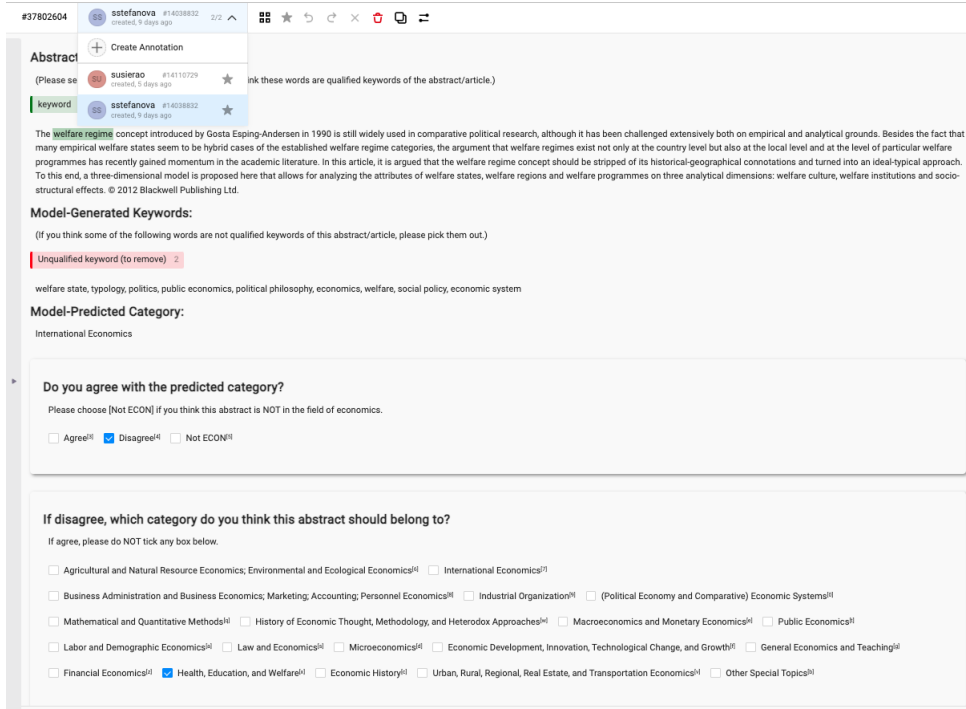 #37802604 SS sstefanova #14038832 2/2
created, 9 days ago
Create Annotation
Abstract
SU susierao #14110729
created, 5 days ago
(Please se nk these words are qualified keywords of the abstract/article.)
keyword SS sstefanova #14038832
created, 9 days ago
The welfare regime concept introduced by Gosta Esping-Andersen in 1990 is still widely used in comparative political research, although it has been challenged extensively both on empirical and analytical grounds. Besides the fact that
many empirical welfare states seem to be hybrid cases of the established welfare regime categories, the argument that welfare regimes exist not only at the country level but also at the local level and at the level of particular welfare
programmes has recently gained momentum in the academic literature. In this article, it is argued that the welfare regime concept should be stripped of its historical-geographical connotations and turned into an ideal-typical approach.
To this end, a three-dimensional model is proposed here that allows for analyzing the attributes of welfare states, welfare regions and welfare programmes on three analytical dimensions: welfare culture, welfare institutions and socio-
structural effects. © 2012 Blackwell Publishing Ltd.
Model-Generated Keywords:
(If you think some of the following words are not qualified keywords of this abstract/article, please pick them out.)
Unqualified keyword (to remove) 2
welfare state, typology, politics, public economics, political philosophy, economics, welfare, social policy, economic system
Model-Predicted Category:
International Economics
Do you agree with the predicted category?
Please choose [Not ECON] if you think this abstract is NOT in the field of economics.
Agree[3] Disagree[4] Not ECON[5]
If disagree, which category do you think this abstract should belong to?
If agree, please do NOT tick any box below.
Agricultural and Natural Resource Economics; Environmental and Ecological Economics[6] International Economics[7]
Business Administration and Business Economics; Marketing; Accounting; Personnel Economics[8] Industrial Organization[9] (Political Economy and Comparative) Economic Systems[0]
Mathematical and Quantitative Methods[q] History of Economic Thought, Methodology, and Heterodox Approaches[w] Macroeconomics and Monetary Economics[e] Public Economics[t]
Labor and Demographic Economics[a] Law and Economics[s] Microeconomics[d] Economic Development, Innovation, Technological Change, and Growth[f] General Economics and Teaching[g]
Financial Economics[z] Health, Education, and Welfare[x] Economic History[c] Urban, Rural, Regional, Real Estate, and Transportation Economics[v] Other Special Topics[b]